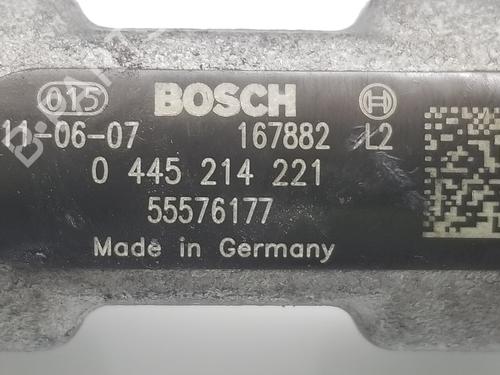 015 BOSCH
11-06-07 167882 L2
0 445 214 221
55576177
Made in Germany